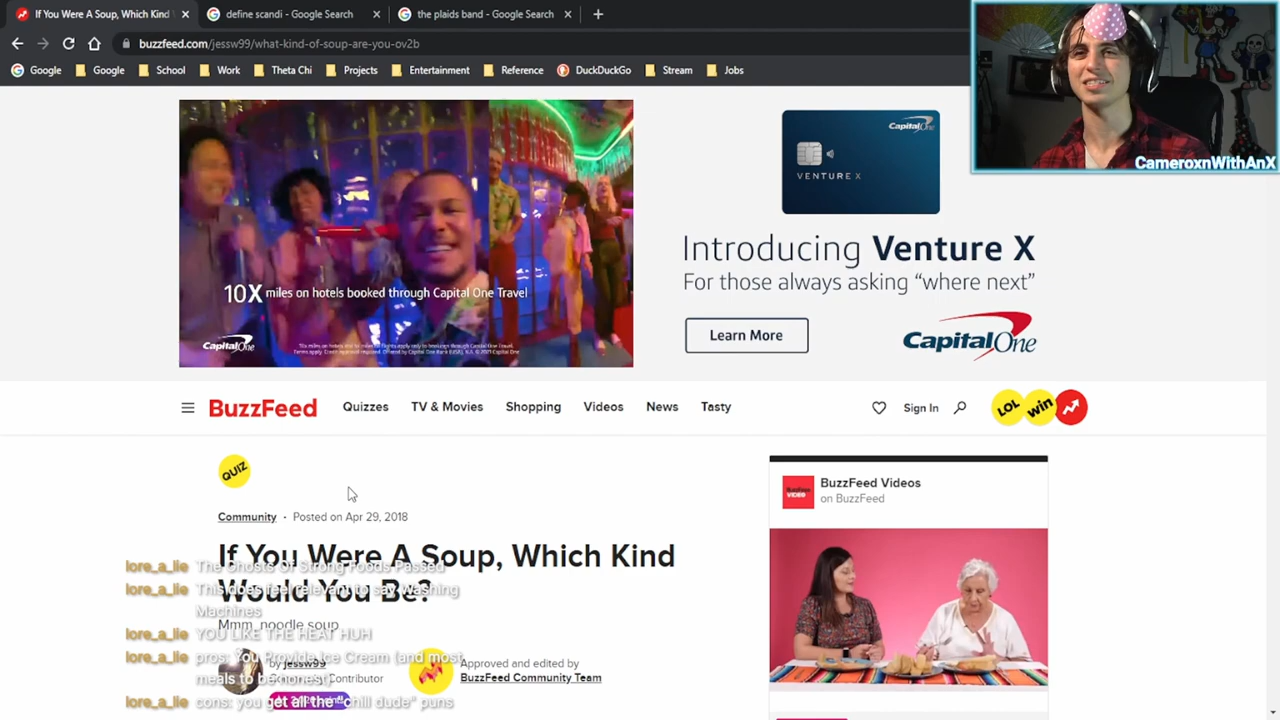 If You Were A Soup, Which Kind
define scandi - Google Search
the plaids band - Google Search
buzzfeed.com/jessw99/what-kind-of-soup-are-you-ov2b
Google
Google
School
Work
Theta Chi
Projects
Entertainment
Reference
DuckDuckGo
Stream
Jobs
CameroxnWithAnX
10X miles on hotels booked through Capital One Travel
Capital One
Capital One
VENTURE X
Introducing Venture X
For those always asking “where next”
Learn More
Capital One
BuzzFeed
Quizzes
TV & Movies
Shopping
Videos
News
Tasty
Sign In
LOL
win
QUIZ
Community · Posted on Apr 29, 2018
If You Were A Soup, Which Kind
Would You Be?
Mmm, noodle soup
by jessw99
Contributor
Approved and edited by
BuzzFeed Community Team
BuzzFeed Videos
on BuzzFeed
lore_a_lie The Ghosts Of Strong Foods Passed
lore_a_lie This does feel relevant to say Washing
Machines
lore_a_lie YOU LIKE THE HEAT HUH
lore_a_lie pros: You Provide Ice Cream (and most
meals to be honest)
lore_a_lie cons: you get all the "chill dude" puns